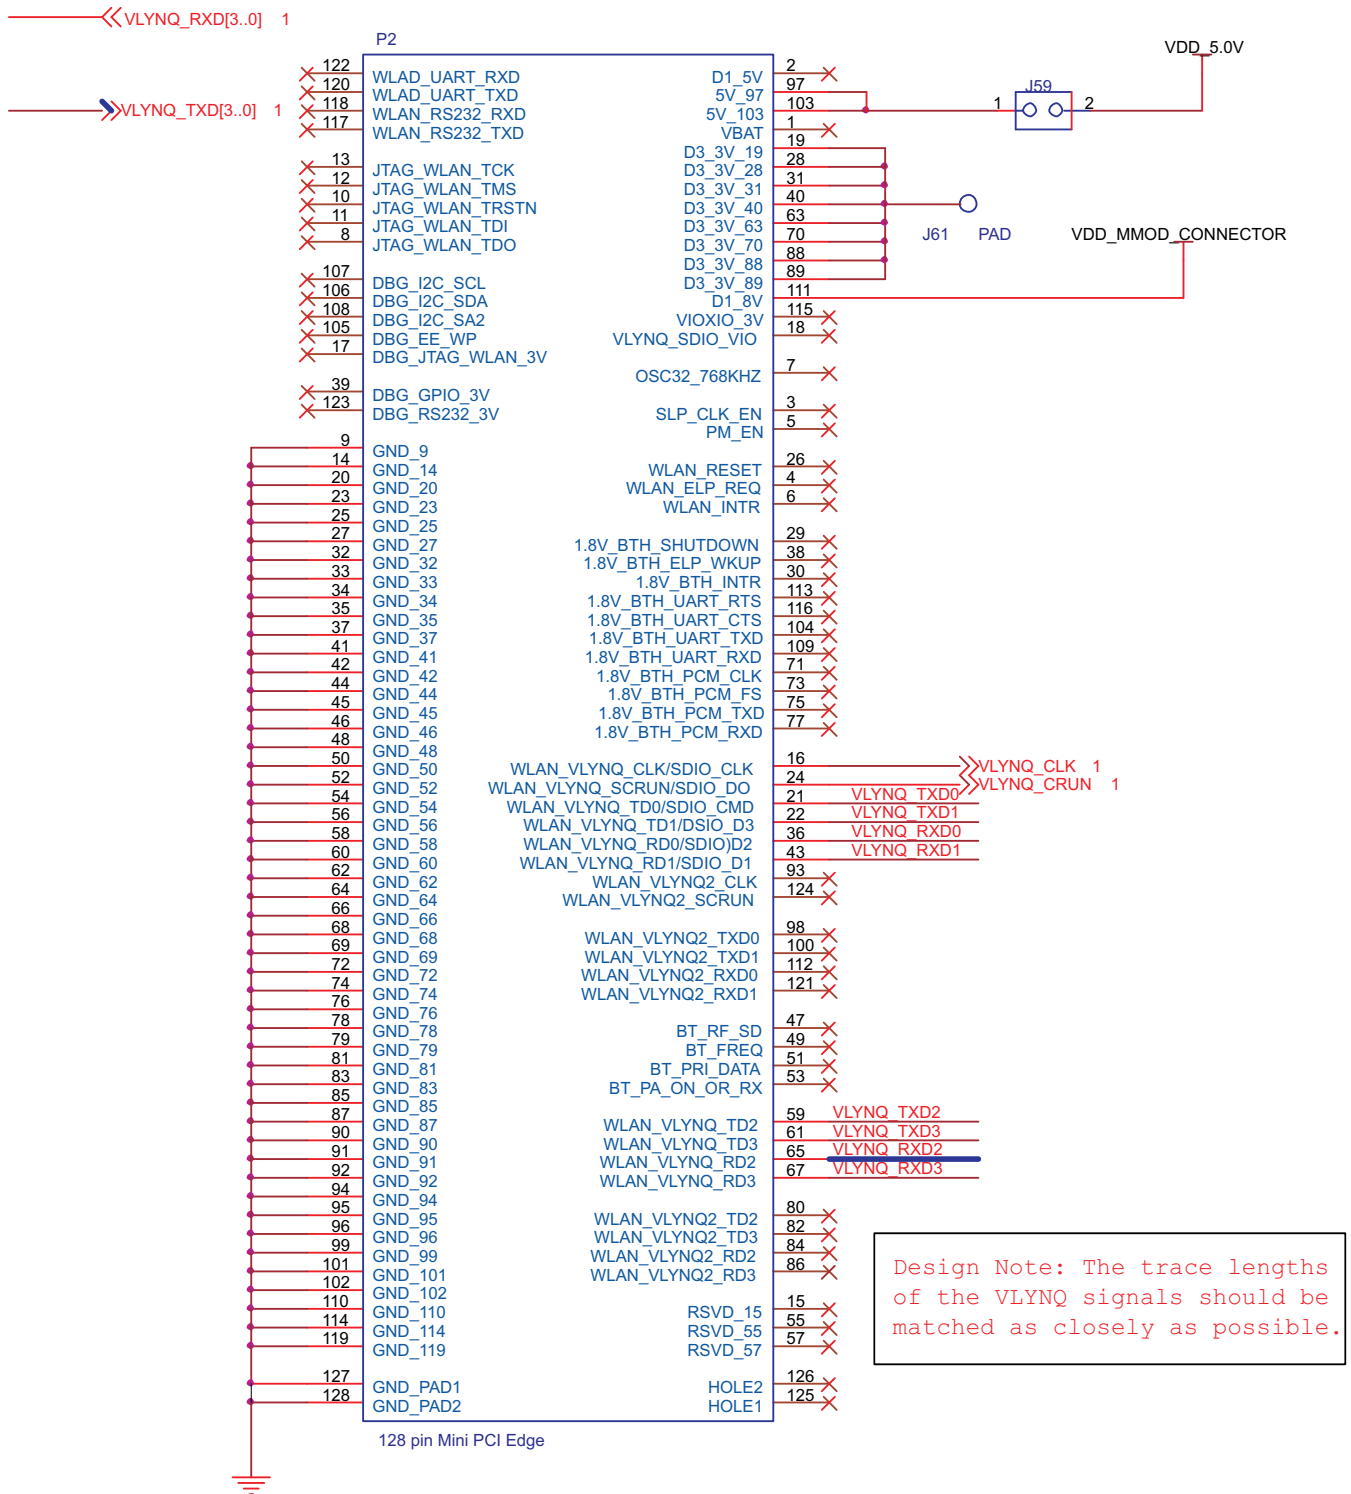 VLYNQ_RXD[3..0] 1
VLYNQ_TXD[3..0] 1
P2
122 WLAD_UART_RXD
120 WLAD_UART_TXD
118 WLAN_RS232_RXD
117 WLAN_RS232_TXD
13 JTAG_WLAN_TCK
12 JTAG_WLAN_TMS
10 JTAG_WLAN_TRSTN
11 JTAG_WLAN_TDI
8 JTAG_WLAN_TDO
107 DBG_I2C_SCL
106 DBG_I2C_SDA
108 DBG_I2C_SA2
105 DBG_EE_WP
17 DBG_JTAG_WLAN_3V
39 DBG_GPIO_3V
123 DBG_RS232_3V
9 GND_9
14 GND_14
20 GND_20
23 GND_23
25 GND_25
27 GND_27
32 GND_32
33 GND_33
34 GND_34
35 GND_35
37 GND_37
41 GND_41
42 GND_42
44 GND_44
45 GND_45
46 GND_46
48 GND_48
50 GND_50
52 GND_52
54 GND_54
56 GND_56
58 GND_58
60 GND_60
62 GND_62
64 GND_64
66 GND_66
68 GND_68
69 GND_69
72 GND_72
74 GND_74
76 GND_76
78 GND_78
79 GND_79
81 GND_81
83 GND_83
85 GND_85
87 GND_87
90 GND_90
91 GND_91
92 GND_92
94 GND_94
95 GND_95
96 GND_96
99 GND_99
101 GND_101
102 GND_102
110 GND_110
114 GND_114
119 GND_119
127 GND_PAD1
128 GND_PAD2
D1_5V 2
5V_97 97
5V_103 103
VBAT 1
D3_3V_19 19
D3_3V_28 28
D3_3V_31 31
D3_3V_40 40
D3_3V_63 63
D3_3V_70 70
D3_3V_88 88
D3_3V_89 89
D1_8V 111
VIOXIO_3V 115
VLYNQ_SDIO_VIO 18
OSC32_768KHZ 7
SLP_CLK_EN 3
PM_EN 5
WLAN_RESET 26
WLAN_ELP_REQ 4
WLAN_INTR 6
1.8V_BTH_SHUTDOWN 29
1.8V_BTH_ELP_WKUP 38
1.8V_BTH_INTR 30
1.8V_BTH_UART_RTS 113
1.8V_BTH_UART_CTS 116
1.8V_BTH_UART_TXD 104
1.8V_BTH_UART_RXD 109
1.8V_BTH_PCM_CLK 71
1.8V_BTH_PCM_FS 73
1.8V_BTH_PCM_TXD 75
1.8V_BTH_PCM_RXD 77
WLAN_VLYNQ_CLK/SDIO_CLK 16 VLYNQ_CLK 1
WLAN_VLYNQ_SCRUN/SDIO_DO 24 VLYNQ_CRUN 1
WLAN_VLYNQ_TD0/SDIO_CMD 21 VLYNQ_TXD0
WLAN_VLYNQ_TD1/DSIO_D3 22 VLYNQ_TXD1
WLAN_VLYNQ_RD0/SDIO)D2 36 VLYNQ_RXD0
WLAN_VLYNQ_RD1/SDIO_D1 43 VLYNQ_RXD1
WLAN_VLYNQ2_CLK 93
WLAN_VLYNQ2_SCRUN 124
WLAN_VLYNQ2_TXD0 98
WLAN_VLYNQ2_TXD1 100
WLAN_VLYNQ2_RXD0 112
WLAN_VLYNQ2_RXD1 121
BT_RF_SD 47
BT_FREQ 49
BT_PRI_DATA 51
BT_PA_ON_OR_RX 53
WLAN_VLYNQ_TD2 59 VLYNQ_TXD2
WLAN_VLYNQ_TD3 61 VLYNQ_TXD3
WLAN_VLYNQ_RD2 65 VLYNQ_RXD2
WLAN_VLYNQ_RD3 67 VLYNQ_RXD3
WLAN_VLYNQ2_TD2 80
WLAN_VLYNQ2_TD3 82
WLAN_VLYNQ2_RD2 84
WLAN_VLYNQ2_RD3 86
RSVD_15 15
RSVD_55 55
RSVD_57 57
HOLE2 126
HOLE1 125
VDD_5.0V
1 J59 2
J61 PAD
VDD_MMOD_CONNECTOR
Design Note: The trace lengths
of the VLYNQ signals should be
matched as closely as possible.
128 pin Mini PCI Edge